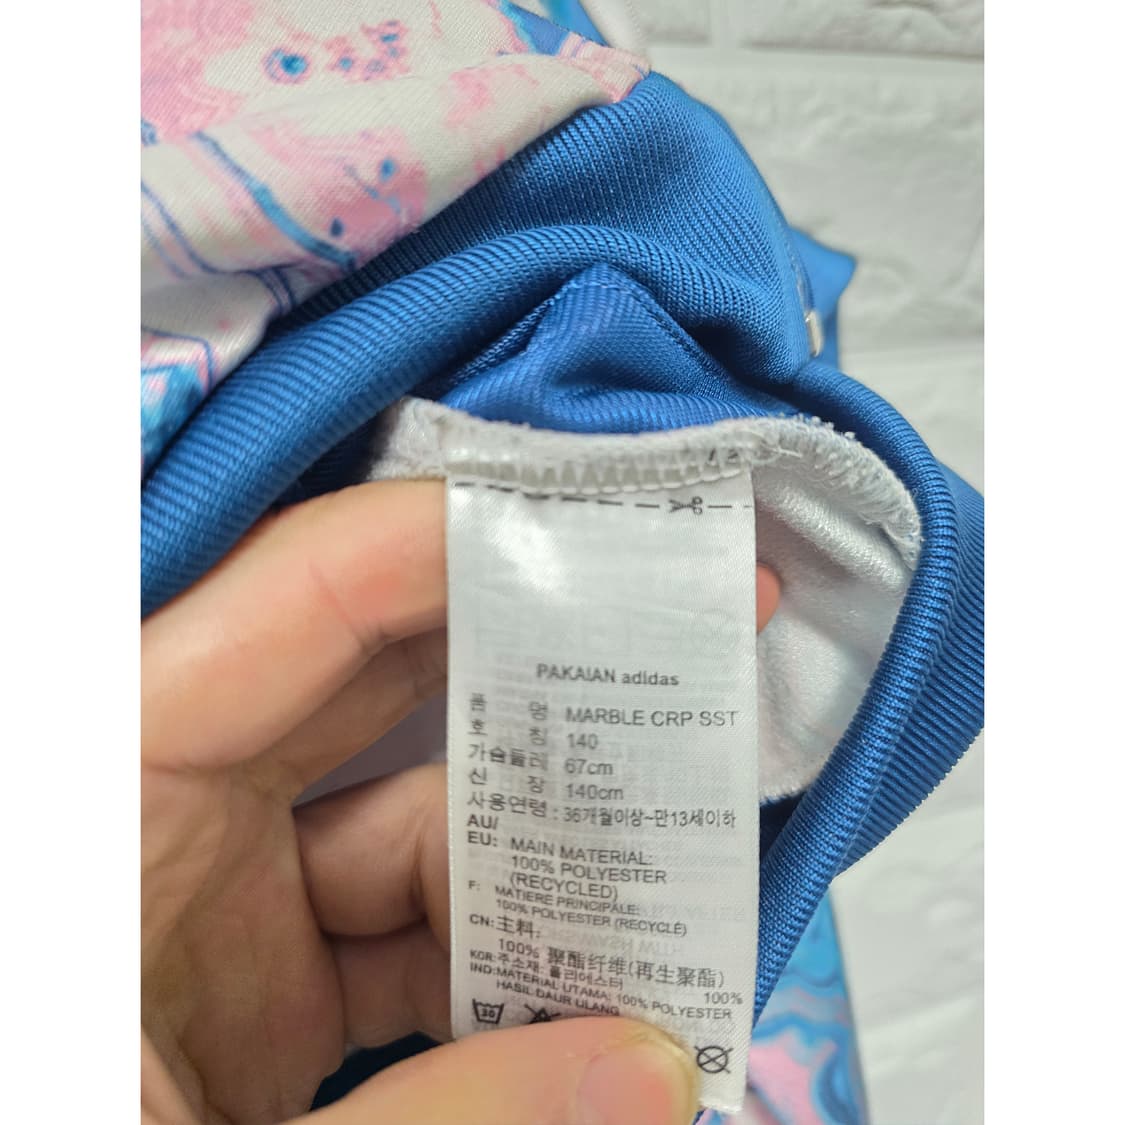 PAKAIAN adidas
품 명 MARBLE CRP SST
호 칭 140
가슴둘레 67cm
신 장 140cm
사용연령 : 36개월이상~만13세이하
AU/
EU: MAIN MATERIAL:
100% POLYESTER
(RECYCLED)
F: MATIERE PRINCIPALE:
100% POLYESTER (RECYCLÉ)
CN: 主料:
100% 聚酯纤维(再生聚酯)
KOR: 주소재: 폴리에스터 100%
IND: MATERIAL UTAMA: 100% POLYESTER
HASIL DAUR ULANG
30